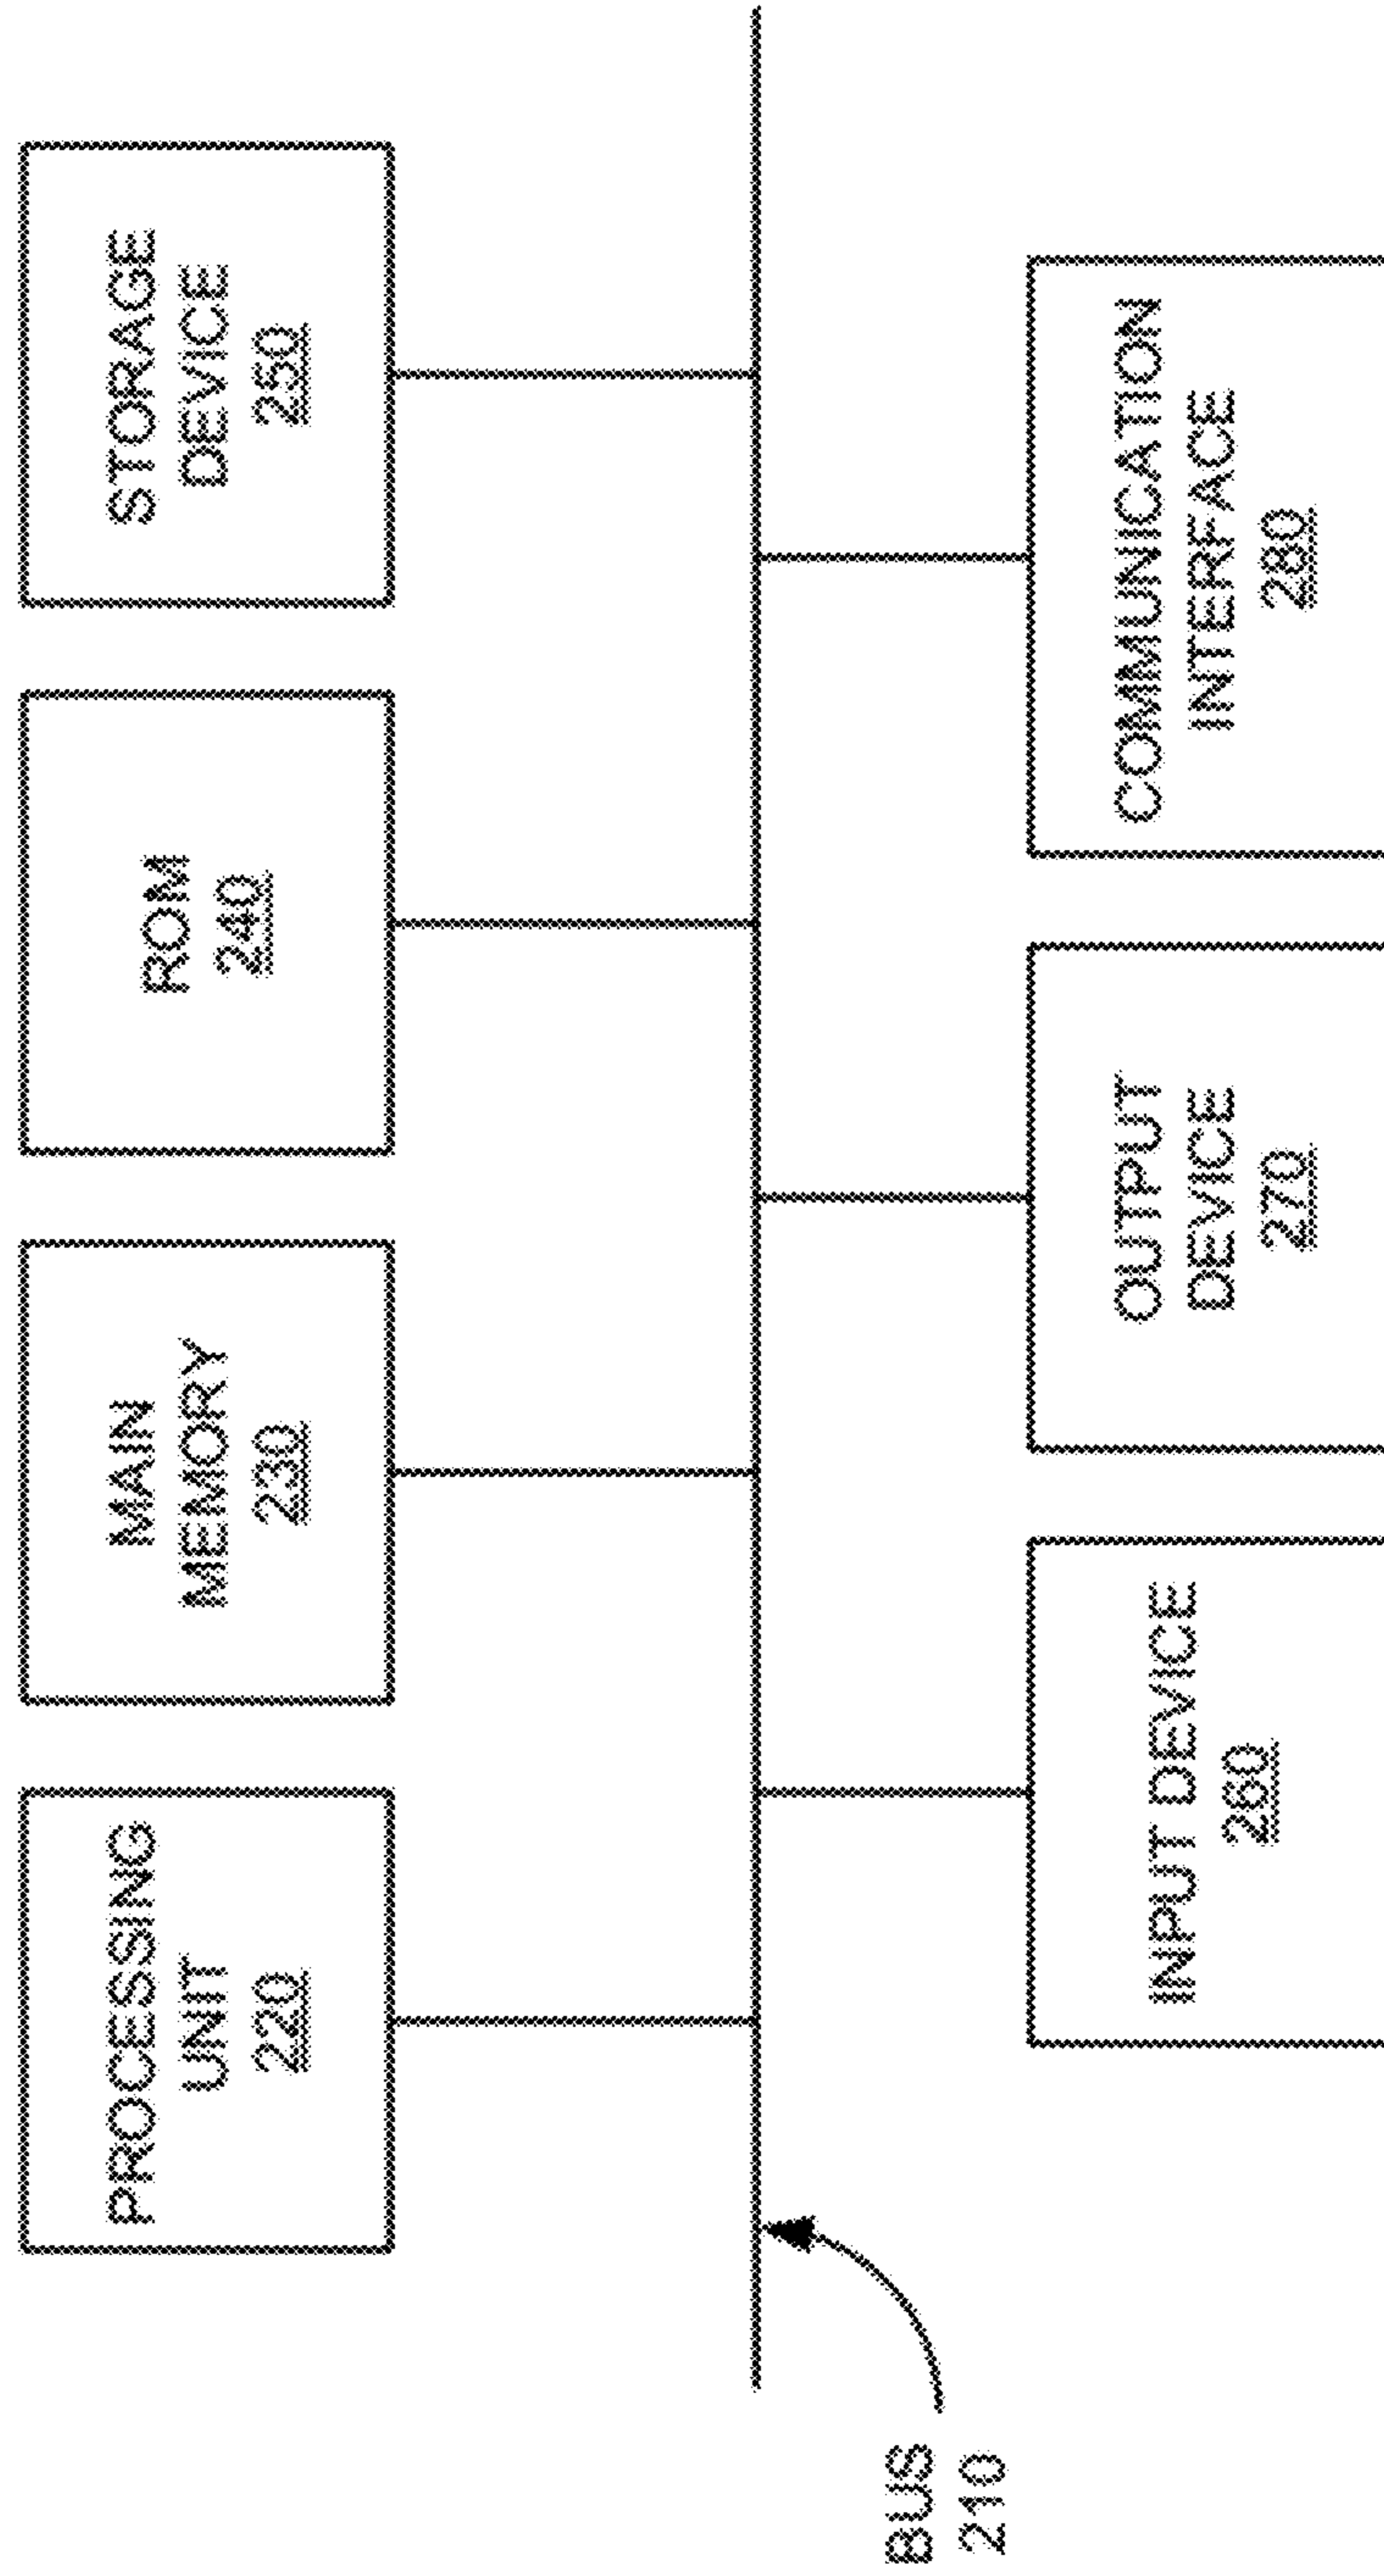 PROCESSING
UNIT
220
MAIN
MEMORY
230
ROM
240
STORAGE
DEVICE
250
BUS
210
INPUT DEVICE
260
OUTPUT
DEVICE
270
COMMUNICATION
INTERFACE
280